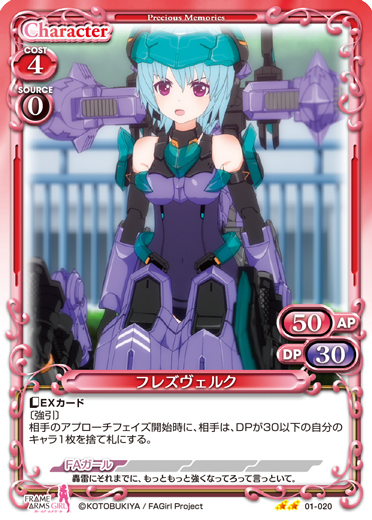 Precious Memories
Character
COST
4
SOURCE
0
50 AP
DP 30
フレズヴェルク
EXカード
〔強引〕
相手のアプローチフェイズ開始時に、相手は、DPが30以下の自分の
キャラ1枚を捨て札にする。
FAガール
轟雷にそれまでに、もっともっと強くなってろって言っといて。
FRAME
ARMS GIRL
©KOTOBUKIYA / FAGirl Project
01-020